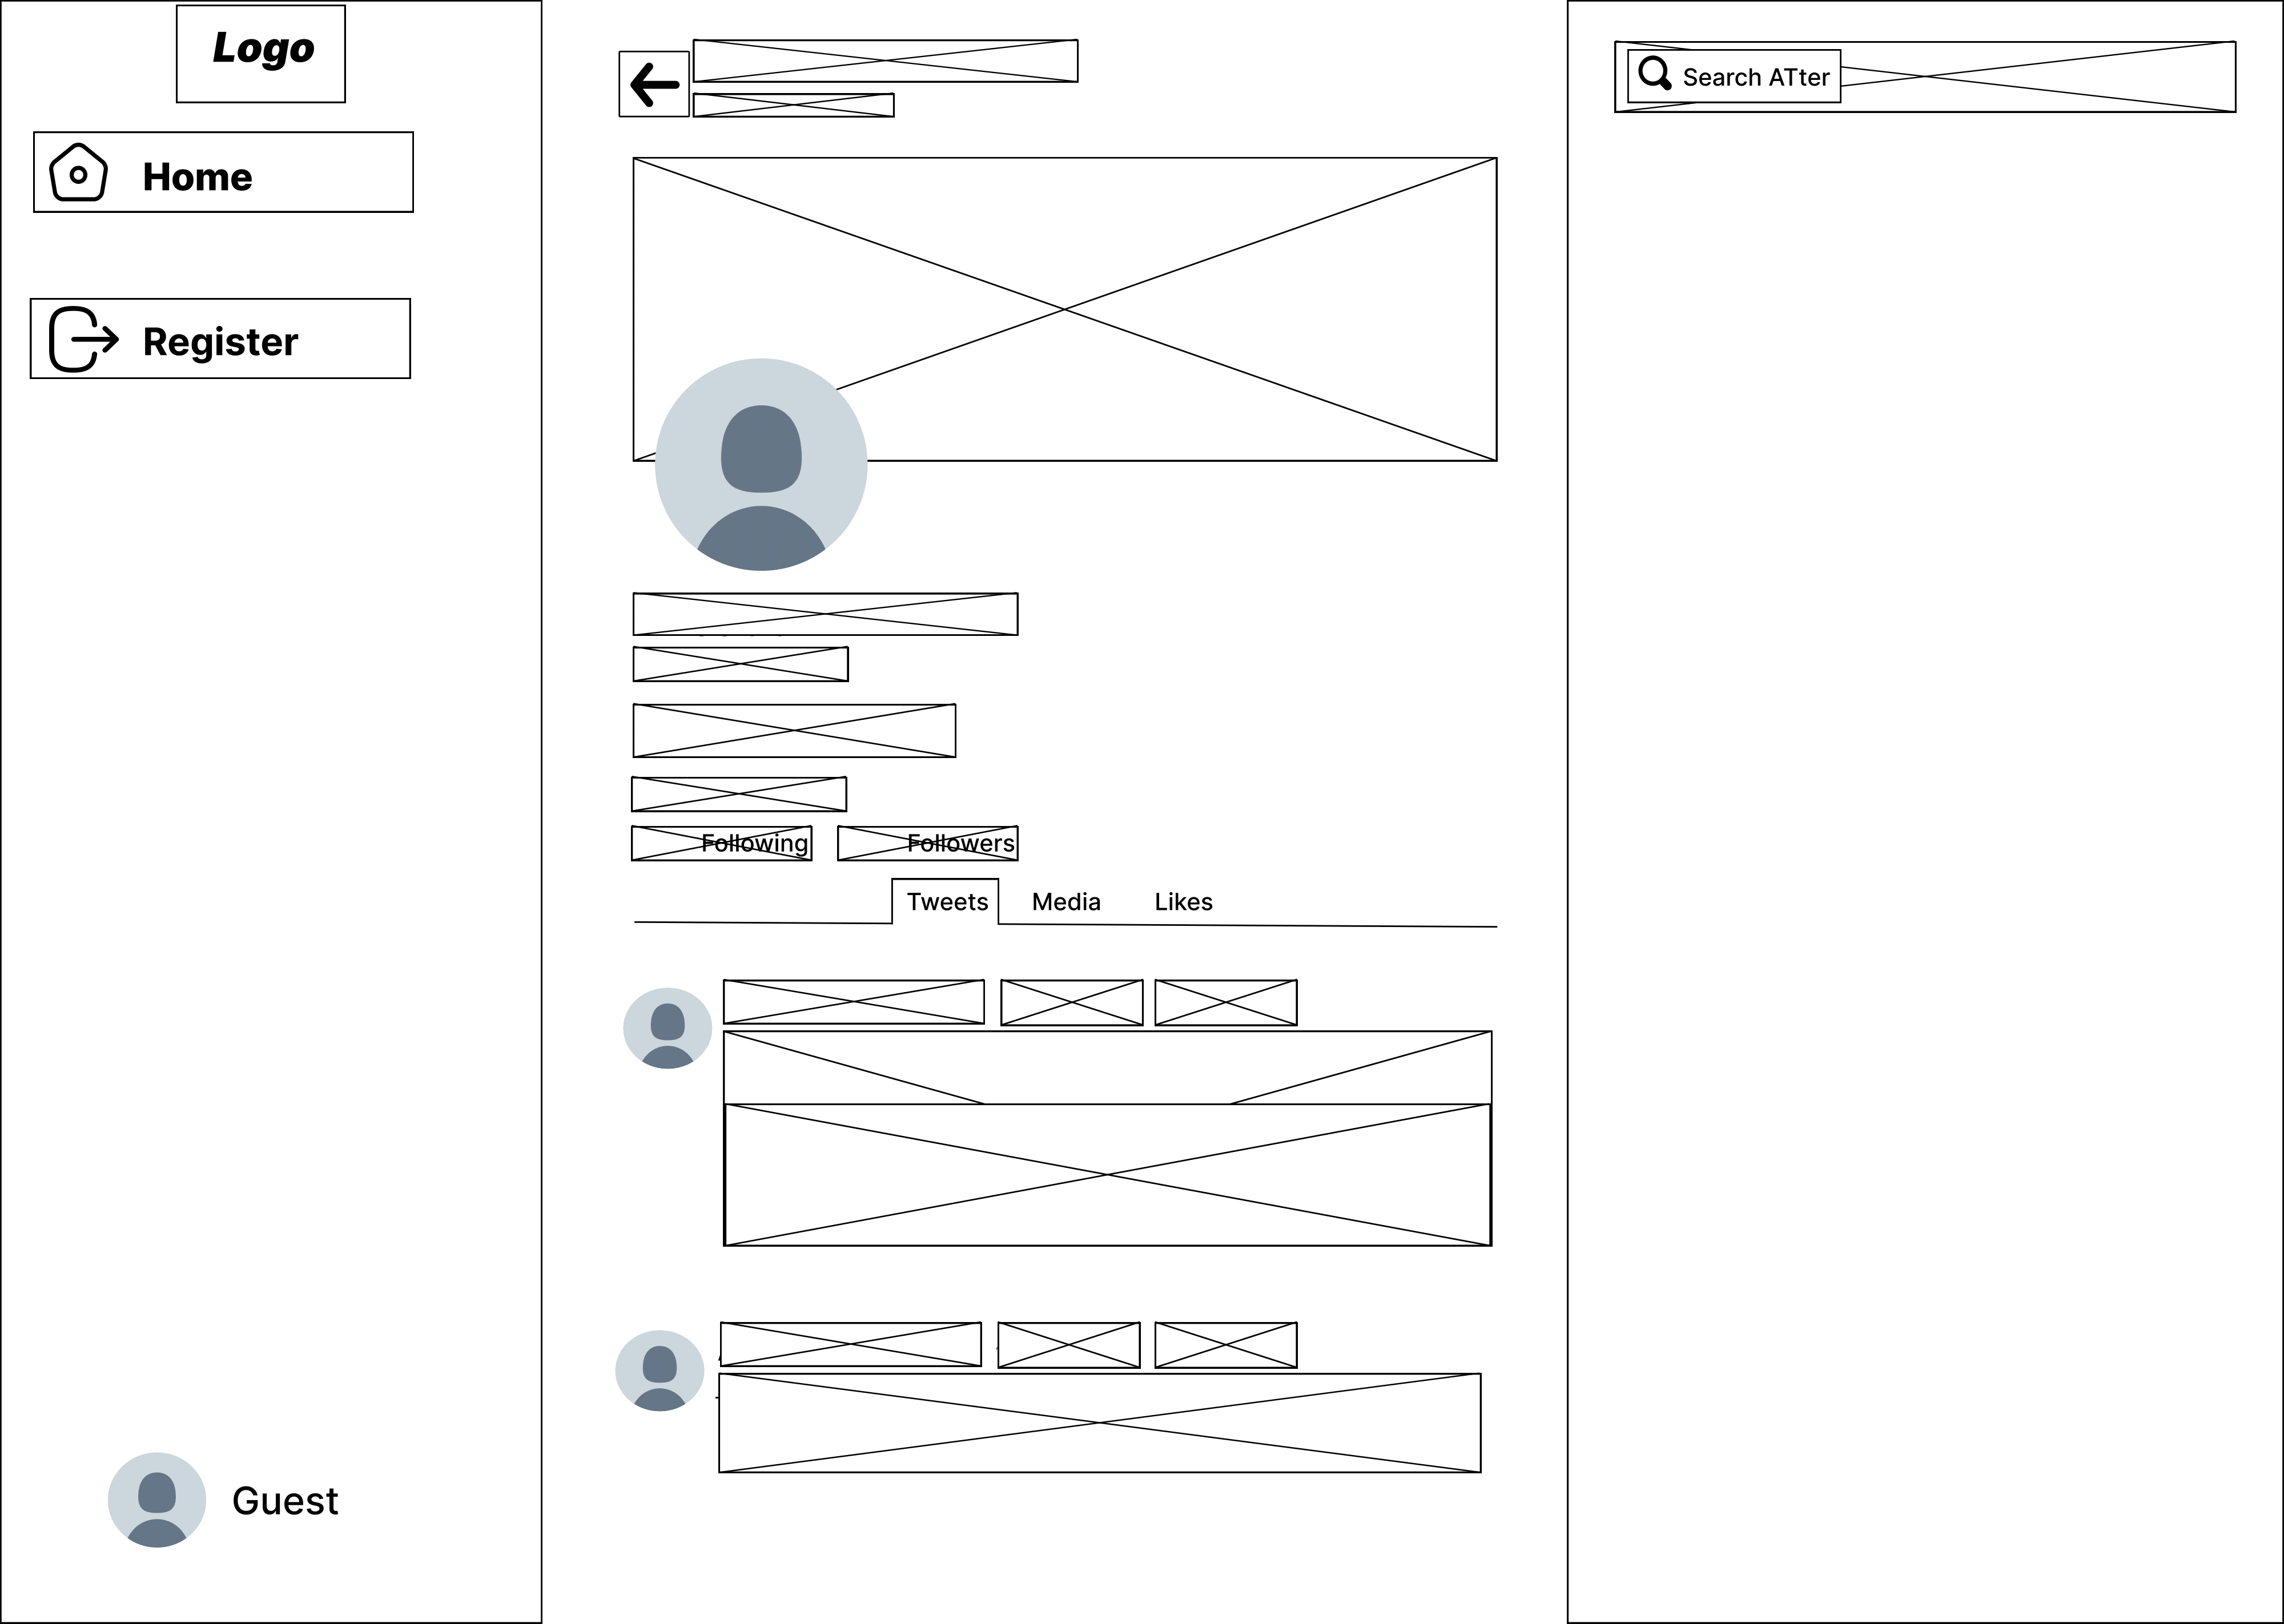 Logo
Home
Register
Guest
Following
Followers
Tweets
Media
Likes
Search ATter